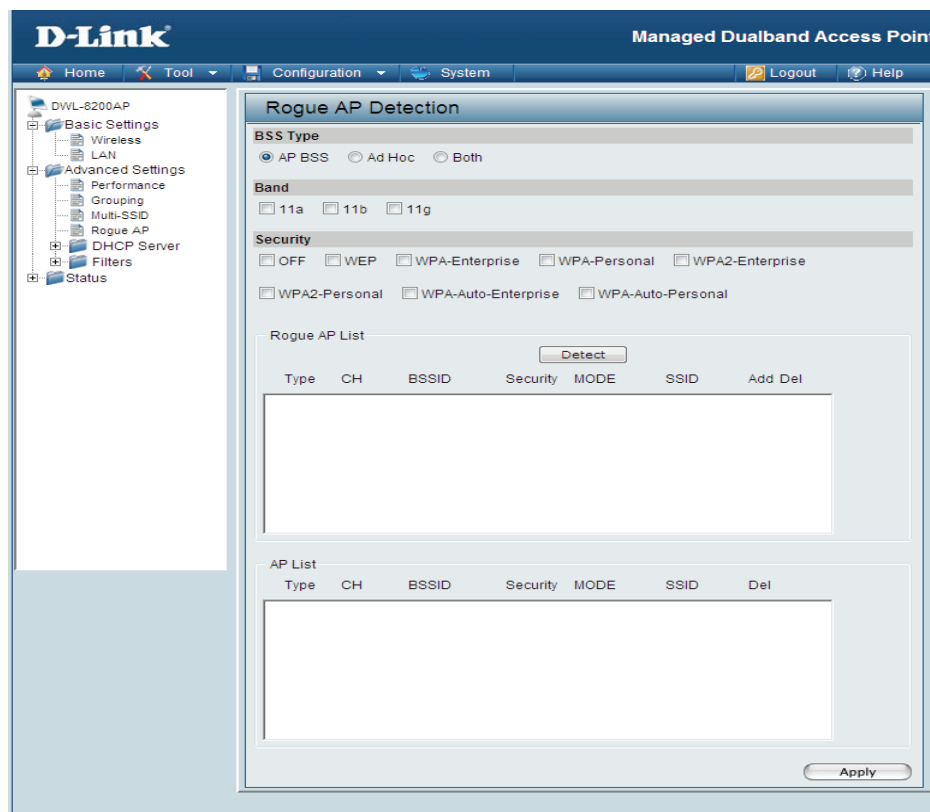 D-Link
Managed Dualband Access Poin
Home Tool Configuration System Logout Help
DWL-8200AP
Basic Settings
Wireless
LAN
Advanced Settings
Performance
Grouping
Multi-SSID
Rogue AP
DHCP Server
Filters
Status
Rogue AP Detection
BSS Type
AP BSS Ad Hoc Both
Band
11a 11b 11g
Security
OFF WEP WPA-Enterprise WPA-Personal WPA2-Enterprise
WPA2-Personal WPA-Auto-Enterprise WPA-Auto-Personal
Rogue AP List
Detect
Type CH BSSID Security MODE SSID Add Del
AP List
Type CH BSSID Security MODE SSID Del
Apply